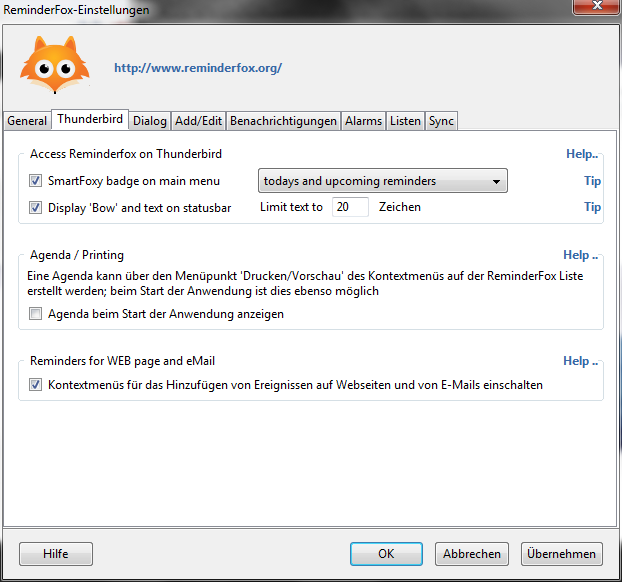 ReminderFox-Einstellungen
http://www.reminderfox.org/
General Thunderbird Dialog Add/Edit Benachrichtigungen Alarms Listen Sync
Access Reminderfox on Thunderbird Help..
SmartFoxy badge on main menu todays and upcoming reminders Tip
Display 'Bow' and text on statusbar Limit text to 20 Zeichen Tip
Agenda / Printing Help ..
Eine Agenda kann über den Menüpunkt 'Drucken/Vorschau' des Kontextmenüs auf der ReminderFox Liste
erstellt werden; beim Start der Anwendung ist dies ebenso möglich
Agenda beim Start der Anwendung anzeigen
Reminders for WEB page and eMail Help ..
Kontextmenüs für das Hinzufügen von Ereignissen auf Webseiten und von E-Mails einschalten
Hilfe OK Abbrechen Übernehmen